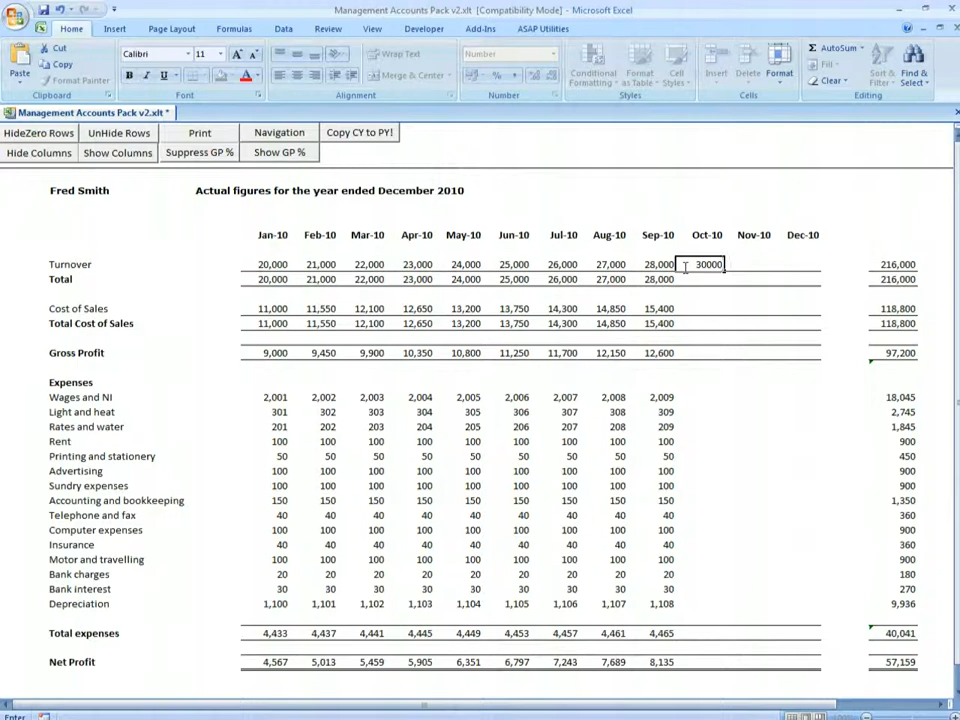 Management Accounts Pack v2.xlt [Compatibility Mode] - Microsoft Excel
Home Insert Page Layout Formulas Data Review View Developer Add-Ins ASAP Utilities
Paste Cut Copy Format Painter Clipboard
Calibri 11 A A B I U A Font
Wrap Text Merge & Center Alignment
Number % , Number
Conditional Formatting Format as Table Cell Styles Styles
Insert Delete Format Cells
Σ AutoSum Fill Clear Sort & Filter Find & Select Editing
Management Accounts Pack v2.xlt *
HideZero Rows UnHide Rows Print Navigation Copy CY to PY!
Hide Columns Show Columns Suppress GP % Show GP %
Fred Smith Actual figures for the year ended December 2010
Jan-10 Feb-10 Mar-10 Apr-10 May-10 Jun-10 Jul-10 Aug-10 Sep-10 Oct-10 Nov-10 Dec-10
Turnover 20,000 21,000 22,000 23,000 24,000 25,000 26,000 27,000 28,000 30000 216,000
Total 20,000 21,000 22,000 23,000 24,000 25,000 26,000 27,000 28,000 216,000
Cost of Sales 11,000 11,550 12,100 12,650 13,200 13,750 14,300 14,850 15,400 118,800
Total Cost of Sales 11,000 11,550 12,100 12,650 13,200 13,750 14,300 14,850 15,400 118,800
Gross Profit 9,000 9,450 9,900 10,350 10,800 11,250 11,700 12,150 12,600 97,200
Expenses
Wages and NI 2,001 2,002 2,003 2,004 2,005 2,006 2,007 2,008 2,009 18,045
Light and heat 301 302 303 304 305 306 307 308 309 2,745
Rates and water 201 202 203 204 205 206 207 208 209 1,845
Rent 100 100 100 100 100 100 100 100 100 900
Printing and stationery 50 50 50 50 50 50 50 50 50 450
Advertising 100 100 100 100 100 100 100 100 100 900
Sundry expenses 100 100 100 100 100 100 100 100 100 900
Accounting and bookkeeping 150 150 150 150 150 150 150 150 150 1,350
Telephone and fax 40 40 40 40 40 40 40 40 40 360
Computer expenses 100 100 100 100 100 100 100 100 100 900
Insurance 40 40 40 40 40 40 40 40 40 360
Motor and travelling 100 100 100 100 100 100 100 100 100 900
Bank charges 20 20 20 20 20 20 20 20 20 180
Bank interest 30 30 30 30 30 30 30 30 30 270
Depreciation 1,100 1,101 1,102 1,103 1,104 1,105 1,106 1,107 1,108 9,936
Total expenses 4,433 4,437 4,441 4,445 4,449 4,453 4,457 4,461 4,465 40,041
Net Profit 4,567 5,013 5,459 5,905 6,351 6,797 7,243 7,689 8,135 57,159
Enter